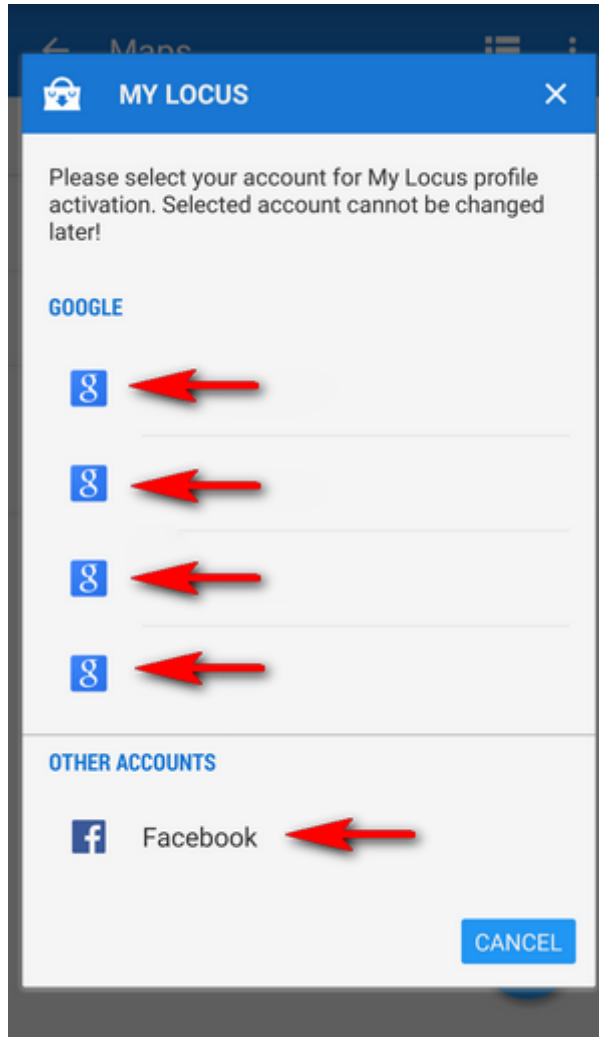 Maps
MY LOCUS
Please select your account for My Locus profile
activation. Selected account cannot be changed
later!
GOOGLE
g
g
g
g
OTHER ACCOUNTS
f
Facebook
CANCEL